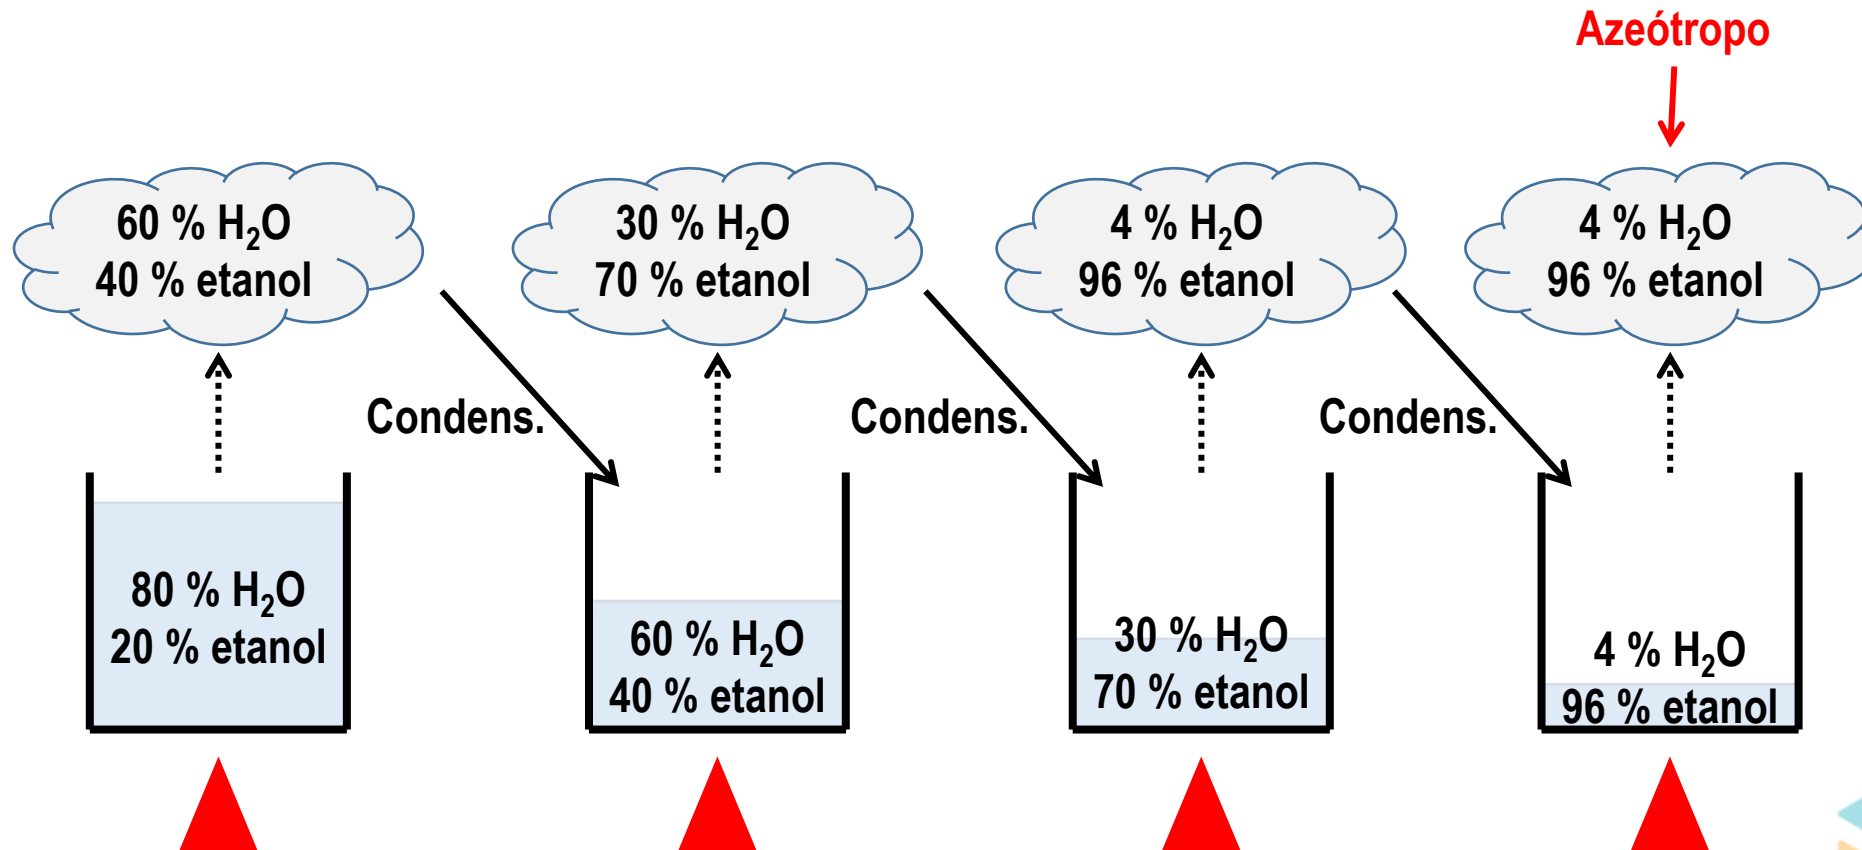 Azeótropo
60 % H₂O
40 % etanol
30 % H₂O
70 % etanol
4 % H₂O
96 % etanol
4 % H₂O
96 % etanol
Condens.
Condens.
Condens.
80 % H₂O
20 % etanol
60 % H₂O
40 % etanol
30 % H₂O
70 % etanol
4 % H₂O
96 % etanol